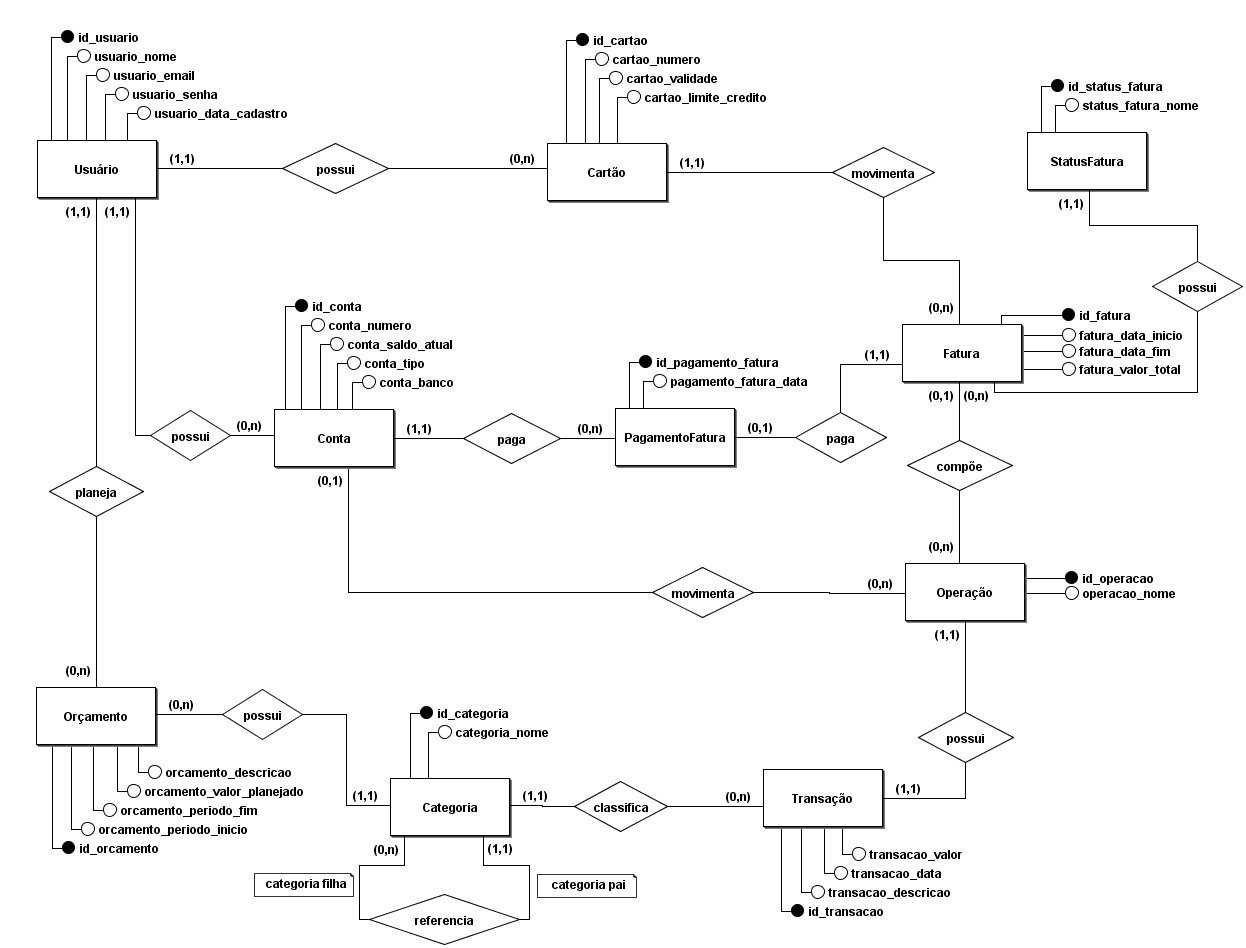 id_usuario
usuario_nome
usuario_email
usuario_senha
usuario_data_cadastro
Usuário
(1,1)
possui
(0,n)
id_cartao
cartao_numero
cartao_validade
cartao_limite_credito
Cartão
(1,1)
movimenta
id_status_fatura
status_fatura_nome
StatusFatura
(1,1)
possui
(1,1)
(1,1)
(0,n)
id_fatura
fatura_data_inicio
fatura_data_fim
fatura_valor_total
Fatura
(1,1)
(0,1)
(0,n)
id_conta
conta_numero
conta_saldo_atual
conta_tipo
conta_banco
possui
(0,n)
Conta
(1,1)
paga
(0,n)
id_pagamento_fatura
pagamento_fatura_data
PagamentoFatura
(0,1)
paga
compõe
(0,1)
planeja
(0,n)
movimenta
(0,n)
Operação
id_operacao
operacao_nome
(1,1)
(0,n)
Orçamento
(0,n)
possui
(1,1)
id_categoria
categoria_nome
Categoria
(1,1)
classifica
(0,n)
Transação
(1,1)
possui
orcamento_descricao
orcamento_valor_planejado
orcamento_periodo_fim
orcamento_periodo_inicio
id_orcamento
(0,n)
(1,1)
categoria filha
categoria pai
referencia
transacao_valor
transacao_data
transacao_descricao
id_transacao